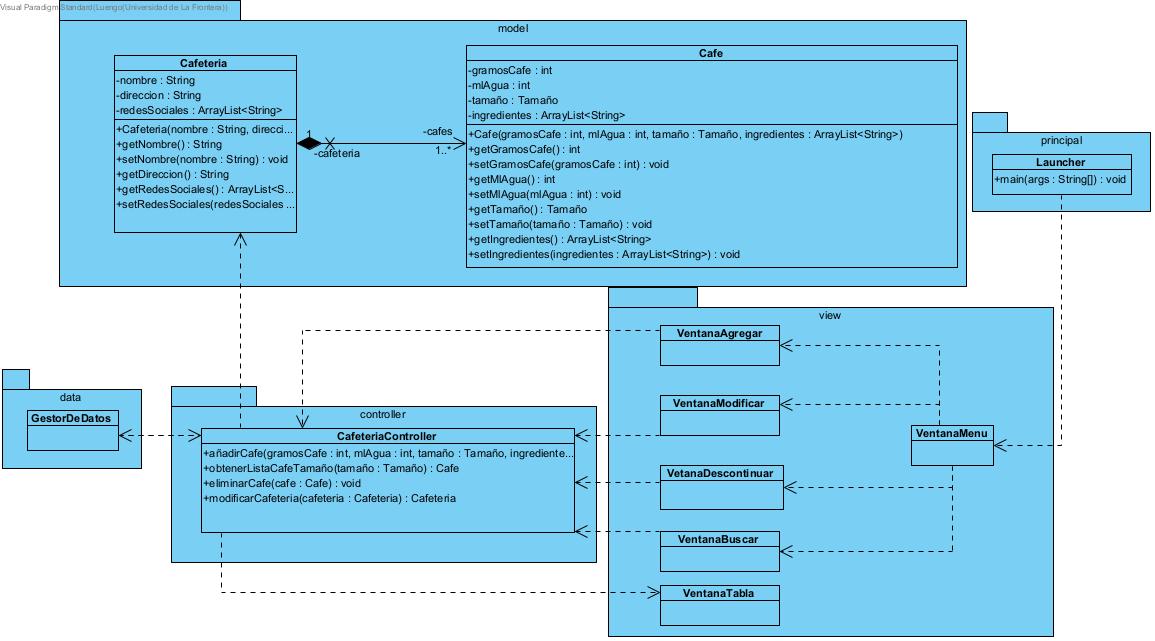 Visual Paradigm Standard(Luengo(Universidad de La Frontera))
model
Cafeteria
-nombre : String
-direccion : String
-redesSociales : ArrayList<String>
+Cafeteria(nombre : String, direcci...
+getNombre() : String
+setNombre(nombre : String) : void
+getDireccion() : String
+getRedesSociales() : ArrayList<S...
+setRedesSociales(redesSociales ...
1
-cafeteria
-cafes
1..*
Cafe
-gramosCafe : int
-mlAgua : int
-tamaño : Tamaño
-ingredientes : ArrayList<String>
+Cafe(gramosCafe : int, mlAgua : int, tamaño : Tamaño, ingredientes : ArrayList<String>)
+getGramosCafe() : int
+setGramosCafe(gramosCafe : int) : void
+getMlAgua() : int
+setMlAgua(mlAgua : int) : void
+getTamaño() : Tamaño
+setTamaño(tamaño : Tamaño) : void
+getIngredientes() : ArrayList<String>
+setIngredientes(ingredientes : ArrayList<String>) : void
principal
Launcher
+main(args : String[]) : void
view
VentanaAgregar
VentanaModificar
VentanaMenu
VetanaDescontinuar
VentanaBuscar
VentanaTabla
data
GestorDeDatos
controller
CafeteriaController
+añadirCafe(gramosCafe : int, mlAgua : int, tamaño : Tamaño, ingrediente...
+obtenerListaCafeTamaño(tamaño : Tamaño) : Cafe
+eliminarCafe(cafe : Cafe) : void
+modificarCafeteria(cafeteria : Cafeteria) : Cafeteria